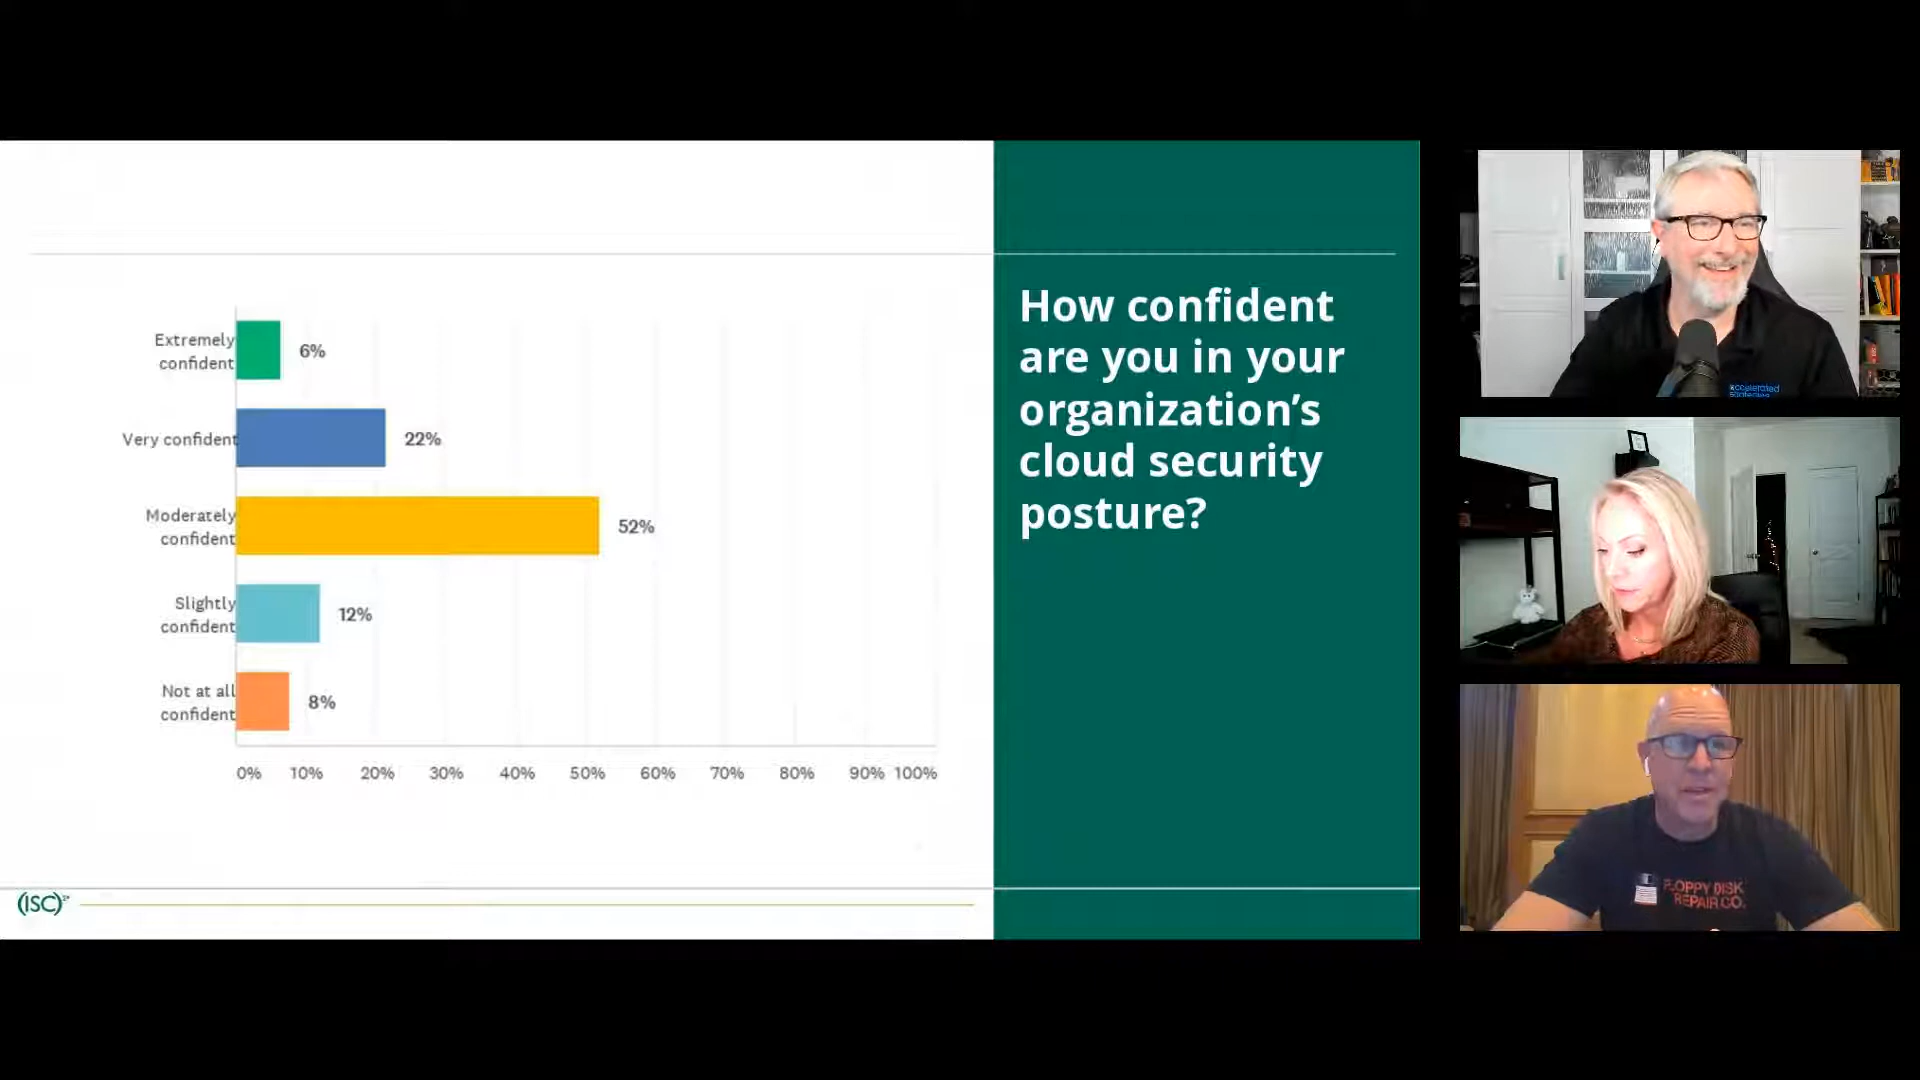 Extremely
confident
6%
Very confident
22%
Moderately
confident
52%
Slightly
confident
12%
Not at all
confident
8%
0% 10% 20% 30% 40% 50% 60% 70% 80% 90% 100%
(ISC)²
How confident
are you in your
organization’s
cloud security
posture?
accelerated
strategies
FLOPPY DISK
REPAIR CO.